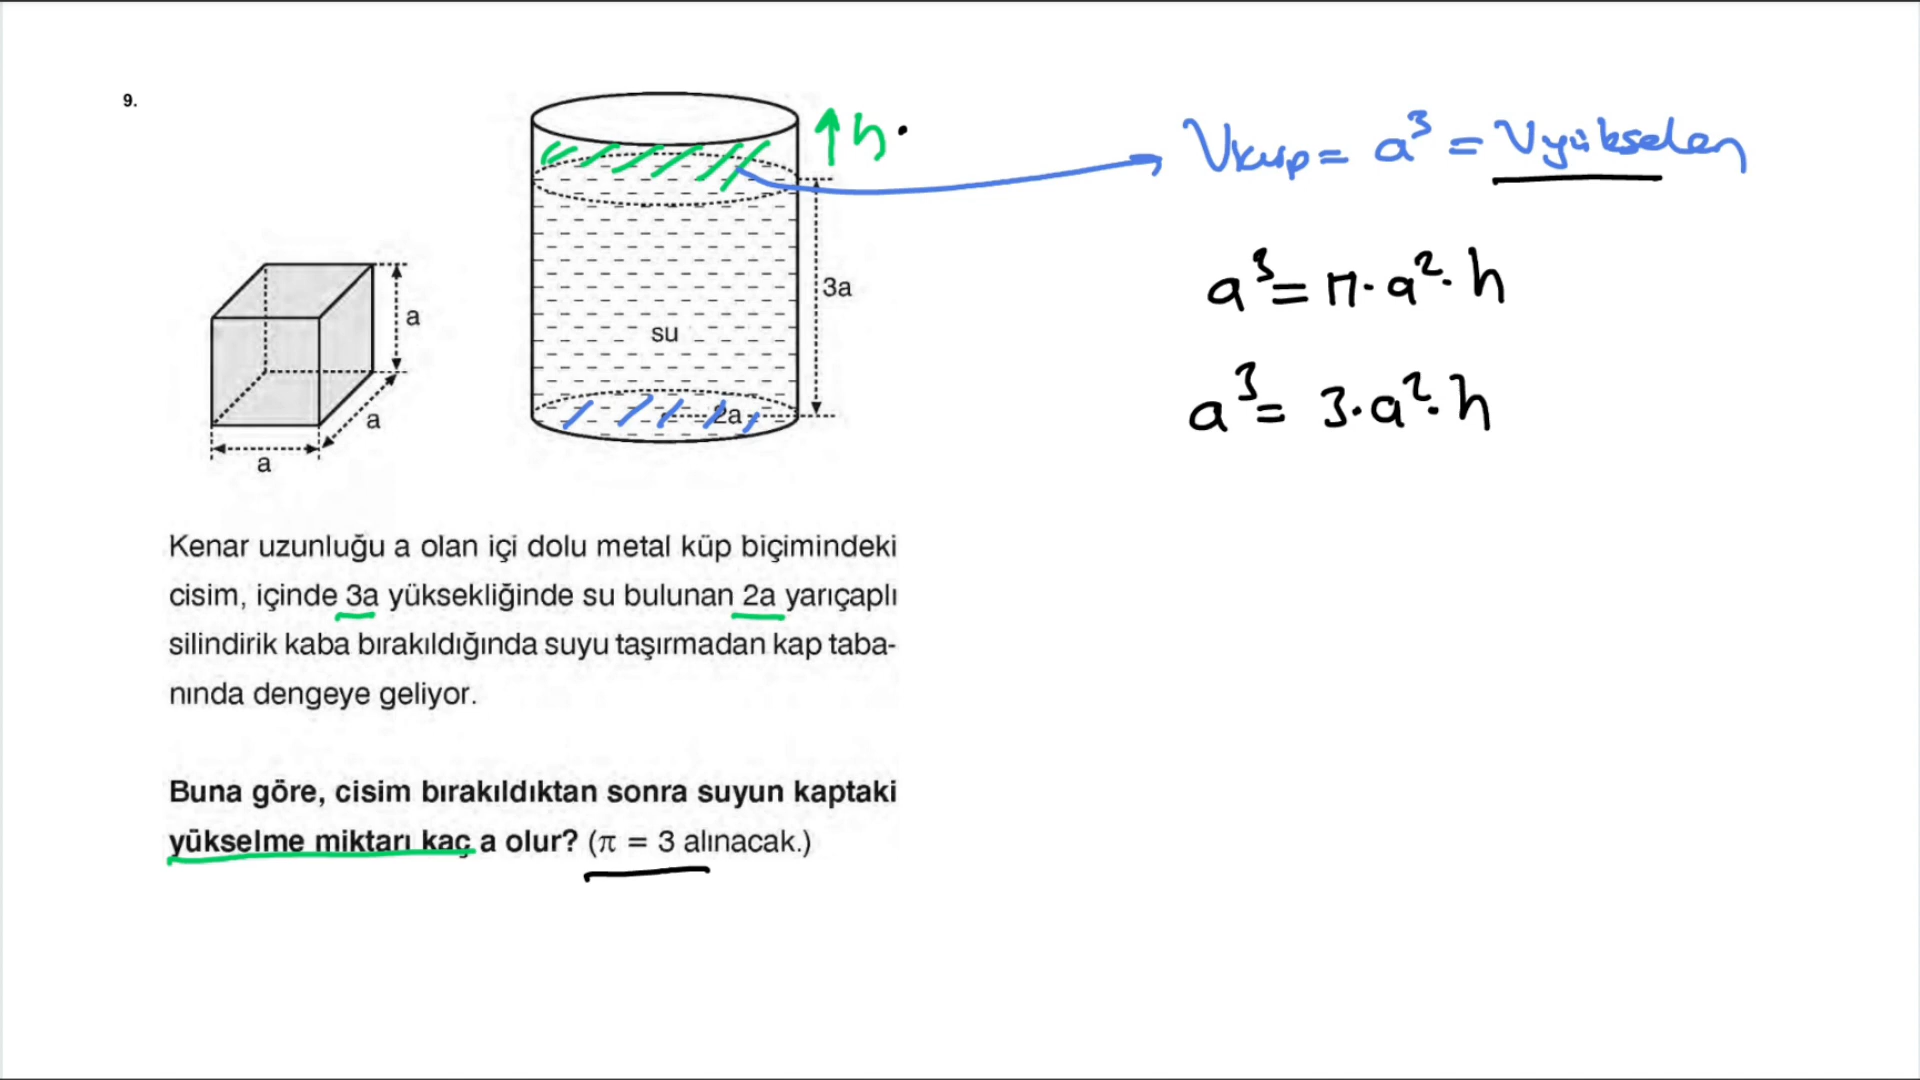 9.
h
3a
su
2a
a
a
a
Vküp = a³ = Vyükselen
a³ = π · a² · h
a³ = 3 · a² · h
Kenar uzunluğu a olan içi dolu metal küp biçimindeki
cisim, içinde 3a yüksekliğinde su bulunan 2a yarıçaplı
silindirik kaba bırakıldığında suyu taşırmadan kap taba-
nında dengeye geliyor.
Buna göre, cisim bırakıldıktan sonra suyun kaptaki
yükselme miktarı kaç a olur? (π = 3 alınacak.)